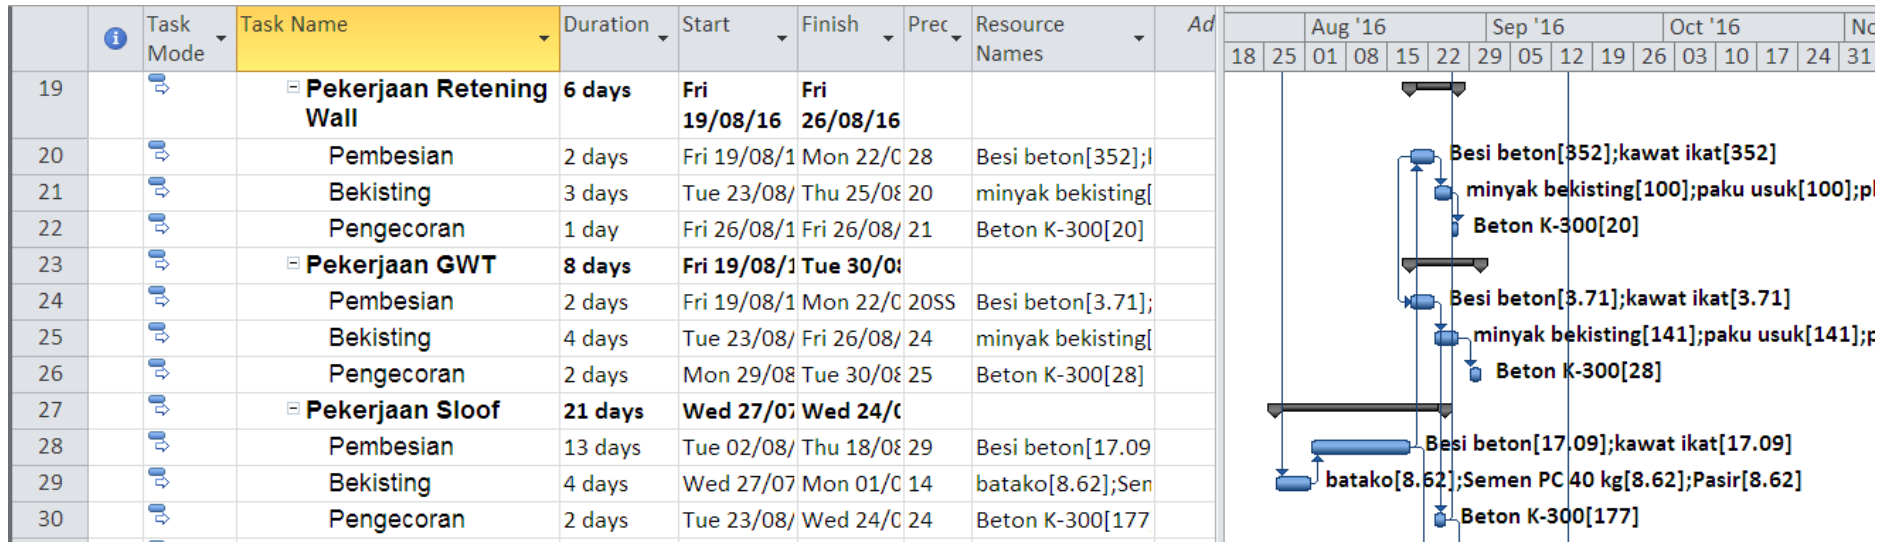 Task Mode Task Name Duration Start Finish Prec Resource Names Ad
Aug '16 Sep '16 Oct '16 No
18 25 01 08 15 22 29 05 12 19 26 03 10 17 24 31
19 Pekerjaan Retening Wall 6 days Fri 19/08/16 Fri 26/08/16
20 Pembesian 2 days Fri 19/08/1 Mon 22/0 28 Besi beton[352];l Besi beton[352];kawat ikat[352]
21 Bekisting 3 days Tue 23/08/ Thu 25/08 20 minyak bekisting[ minyak bekisting[100];paku usuk[100];pl
22 Pengecoran 1 day Fri 26/08/1 Fri 26/08/ 21 Beton K-300[20] Beton K-300[20]
23 Pekerjaan GWT 8 days Fri 19/08/1 Tue 30/08
24 Pembesian 2 days Fri 19/08/1 Mon 22/0 20SS Besi beton[3.71]; Besi beton[3.71];kawat ikat[3.71]
25 Bekisting 4 days Tue 23/08/ Fri 26/08/ 24 minyak bekisting[ minyak bekisting[141];paku usuk[141];p
26 Pengecoran 2 days Mon 29/08 Tue 30/08 25 Beton K-300[28] Beton K-300[28]
27 Pekerjaan Sloof 21 days Wed 27/07 Wed 24/0
28 Pembesian 13 days Tue 02/08/ Thu 18/08 29 Besi beton[17.09 Besi beton[17.09];kawat ikat[17.09]
29 Bekisting 4 days Wed 27/07 Mon 01/0 14 batako[8.62];Sem batako[8.62];Semen PC 40 kg[8.62];Pasir[8.62]
30 Pengecoran 2 days Tue 23/08/ Wed 24/0 24 Beton K-300[177 Beton K-300[177]